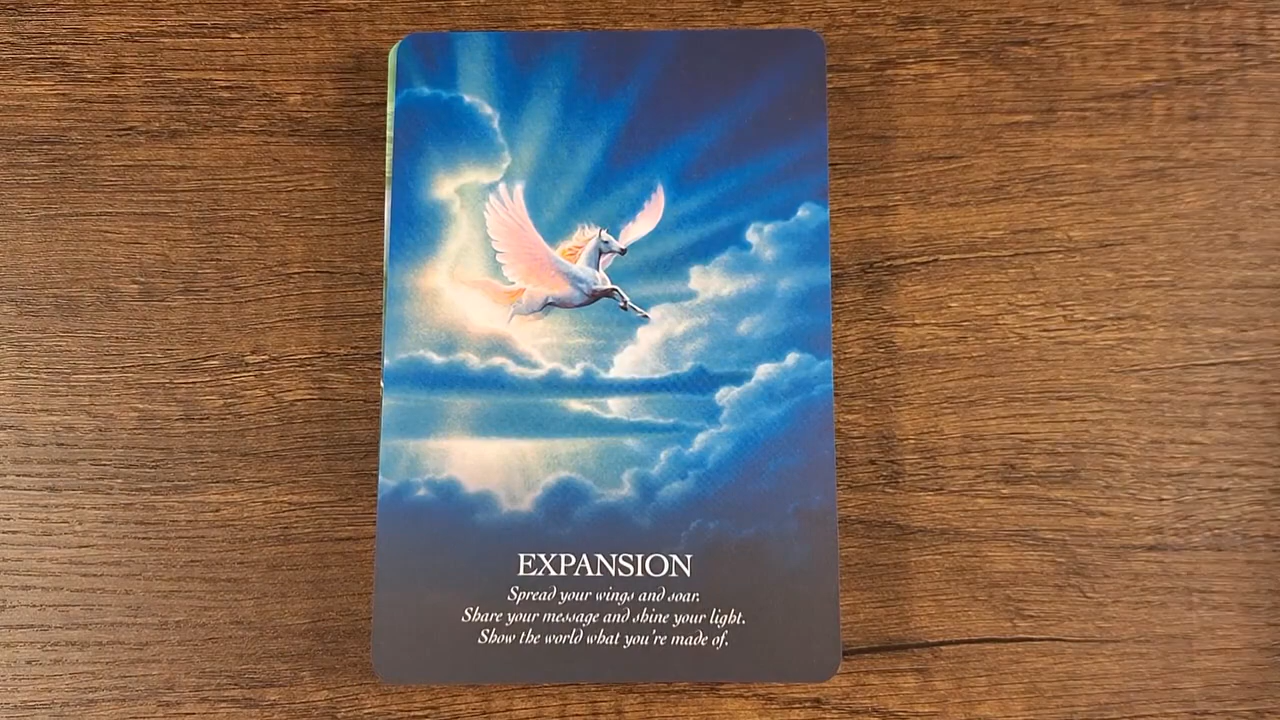 EXPANSION
Spread your wings and soar.
Share your message and shine your light.
Show the world what you're made of.